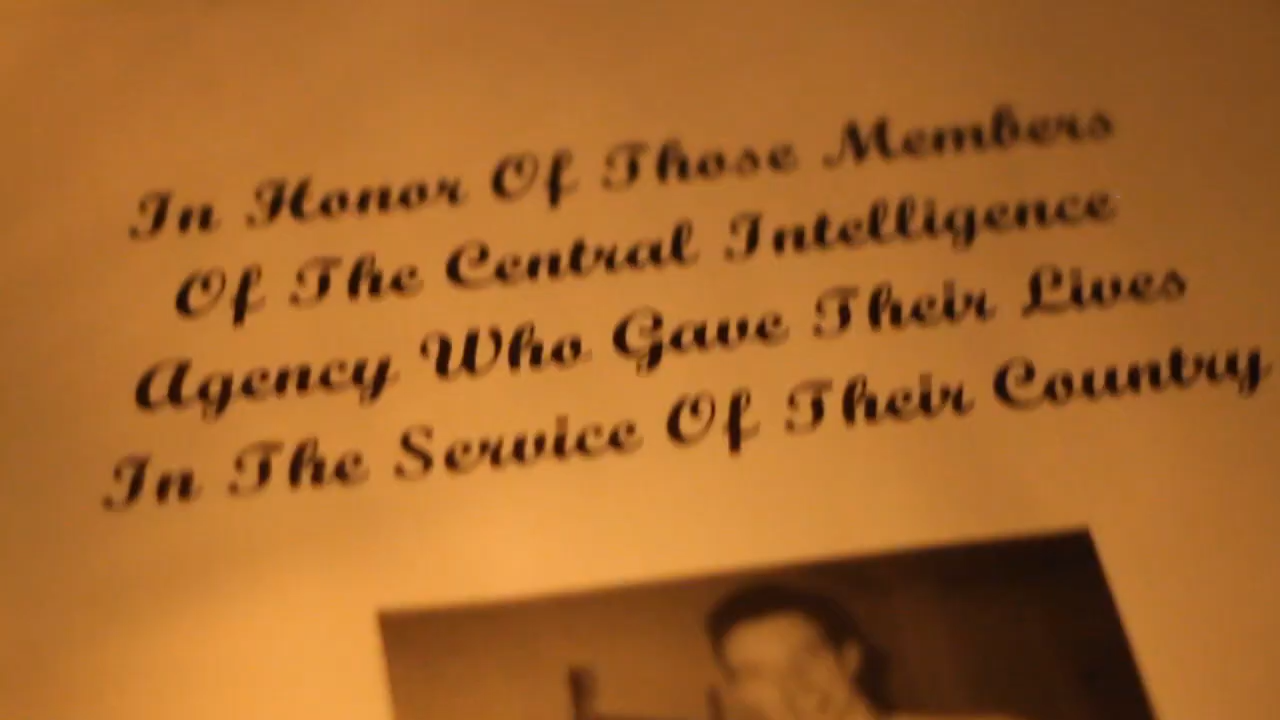 In Honor Of Those Members
Of The Central Intelligence
Agency Who Gave Their Lives
In The Service Of Their Country